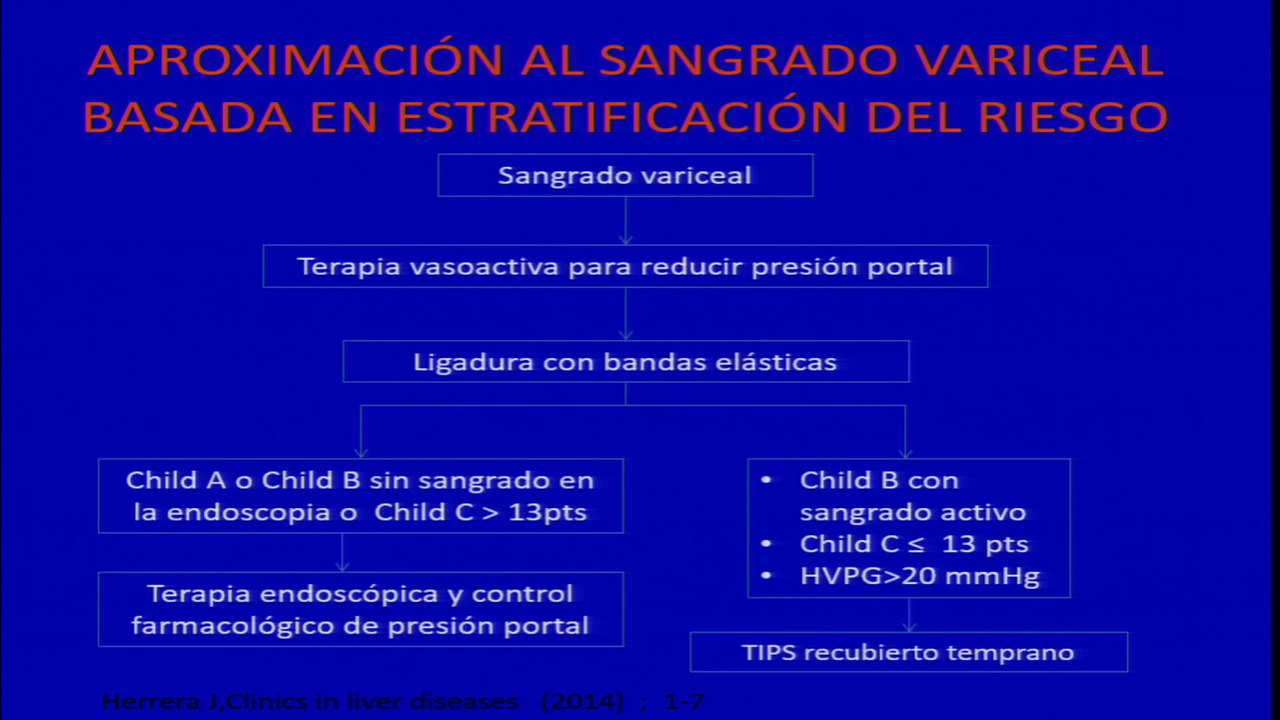 APROXIMACIÓN AL SANGRADO VARICEAL
BASADA EN ESTRATIFICACIÓN DEL RIESGO
Sangrado variceal
Terapia vasoactiva para reducir presión portal
Ligadura con bandas elásticas
Child A o Child B sin sangrado en
la endoscopia o Child C > 13pts
Terapia endoscópica y control
farmacológico de presión portal
• Child B con
sangrado activo
• Child C ≤ 13 pts
• HVPG>20 mmHg
TIPS recubierto temprano
Herrera J,Clinics in liver diseases (2014) ; 1-7